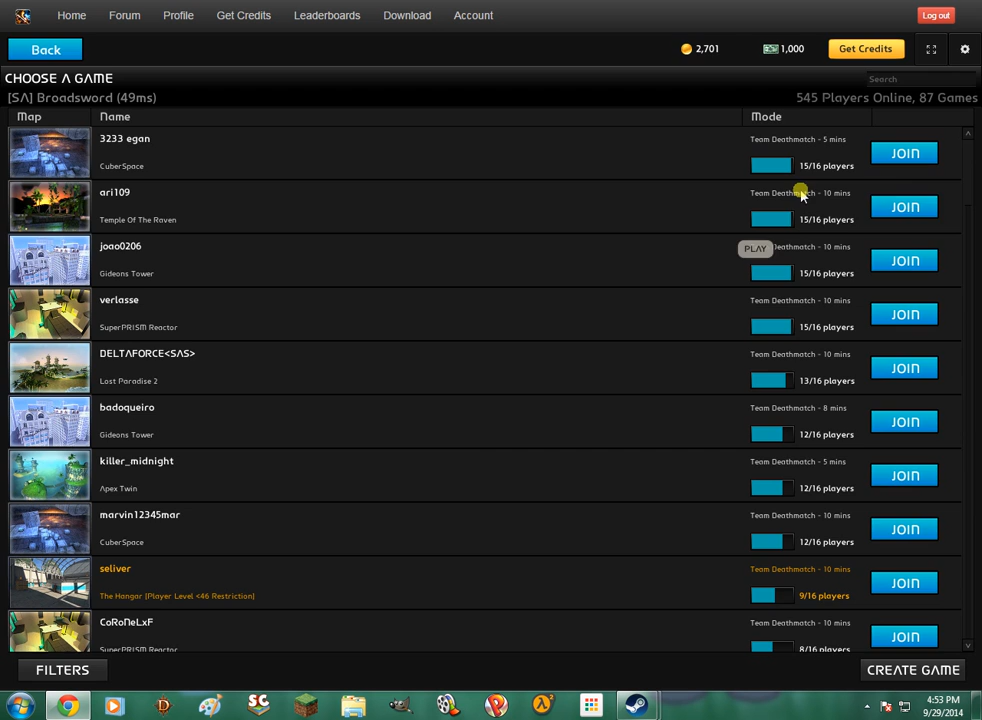 Home Forum Profile Get Credits Leaderboards Download Account Log out
Back 2,701 1,000 Get Credits
CHOOSE A GAME Search
[SA] Broadsword (49ms) 545 Players Online, 87 Games
Map Name Mode
3233 egan Team Deathmatch - 5 mins
CuberSpace 15/16 players JOIN
ari109 Team Deathmatch - 10 mins
Temple Of The Raven 15/16 players JOIN
joao0206 PLAY Deathmatch - 10 mins
Gideons Tower 15/16 players JOIN
verlasse Team Deathmatch - 10 mins
SuperPRISM Reactor 15/16 players JOIN
DELTAFORCE<SAS> Team Deathmatch - 10 mins
Lost Paradise 2 13/16 players JOIN
badoqueiro Team Deathmatch - 8 mins
Gideons Tower 12/16 players JOIN
killer_midnight Team Deathmatch - 5 mins
Apex Twin 12/16 players JOIN
marvin12345mar Team Deathmatch - 10 mins
CuberSpace 12/16 players JOIN
seliver Team Deathmatch - 10 mins
The Hangar [Player Level <46 Restriction] 9/16 players JOIN
CoRoNeLxF Team Deathmatch - 10 mins
SuperPRISM Reactor 8/16 players JOIN
FILTERS CREATE GAME
SC
4:53 PM
9/29/2014